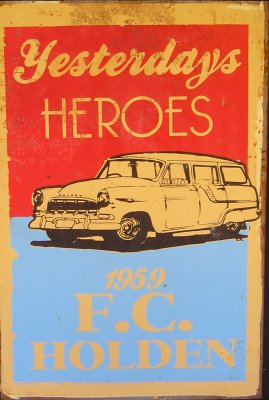 Yesterdays
HEROES
1959
F.C.
HOLDEN